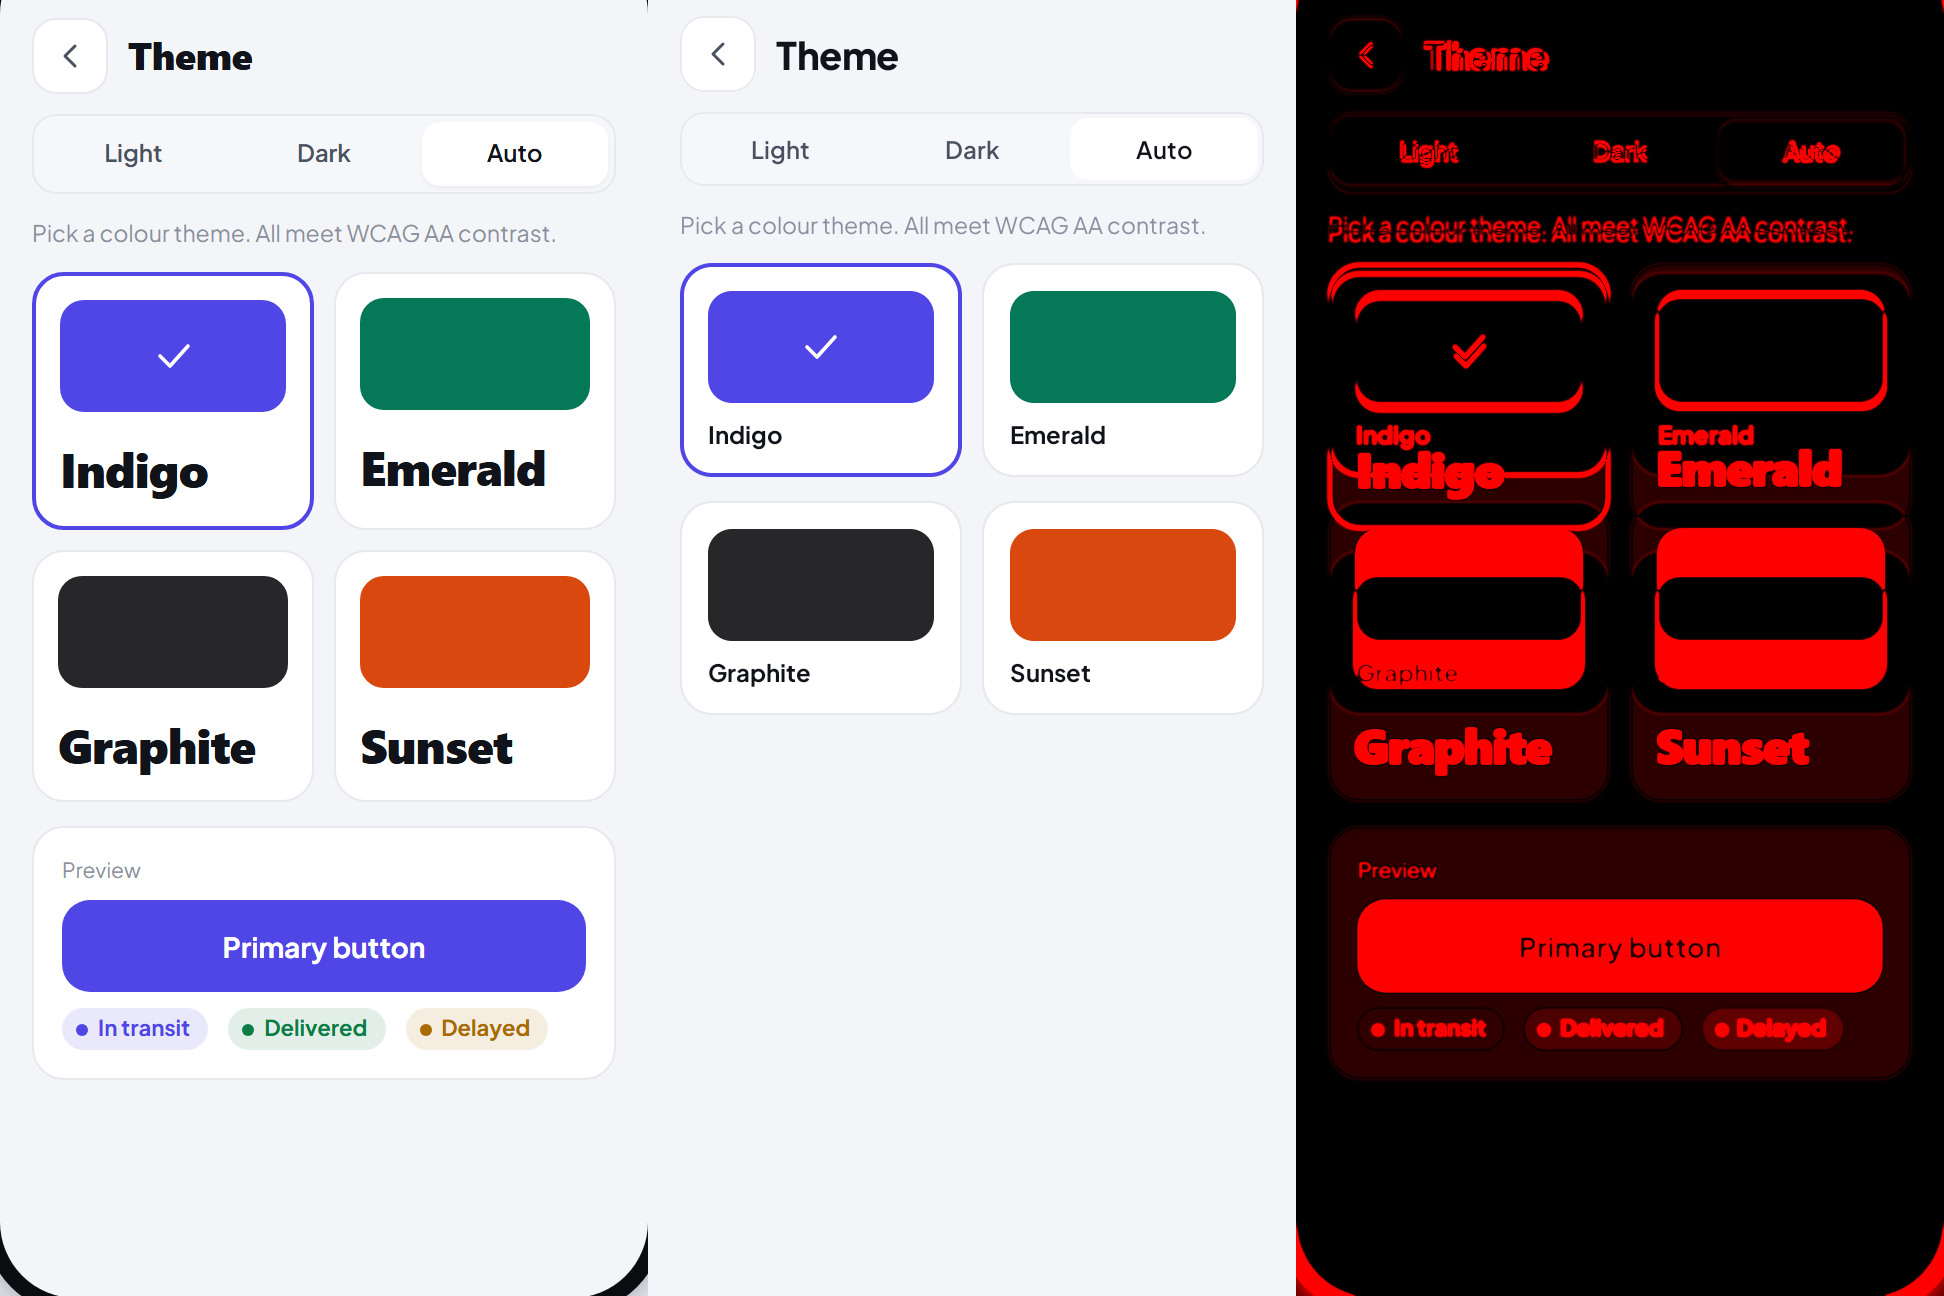 Theme
Light Dark Auto
Pick a colour theme. All meet WCAG AA contrast.
Indigo Emerald
Graphite Sunset
Preview
Primary button
In transit Delivered Delayed
Theme
Light Dark Auto
Pick a colour theme. All meet WCAG AA contrast.
Indigo Emerald
Graphite Sunset
Theme
Light Dark Auto
Pick a colour theme. All meet WCAG AA contrast.
Indigo Emerald
Indigo Emerald
Graphite
Graphite Sunset
Preview
Primary button
In transit Delivered Delayed